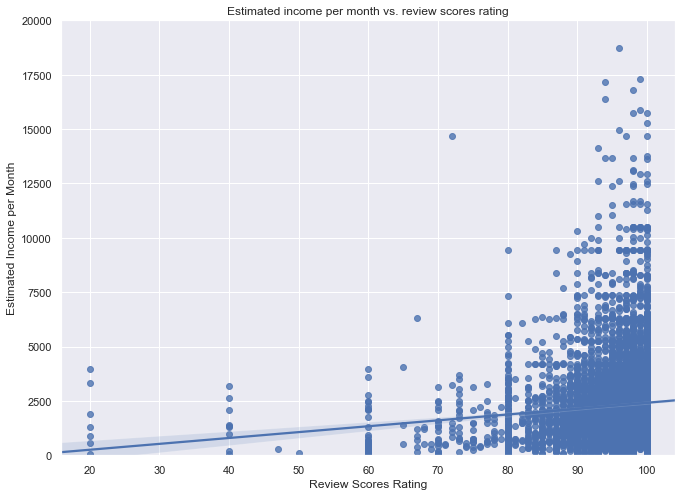 Estimated income per month vs. review scores rating
20000
17500
15000
12500
10000
7500
5000
2500
0
Estimated Income per Month
20 30 40 50 60 70 80 90 100
Review Scores Rating